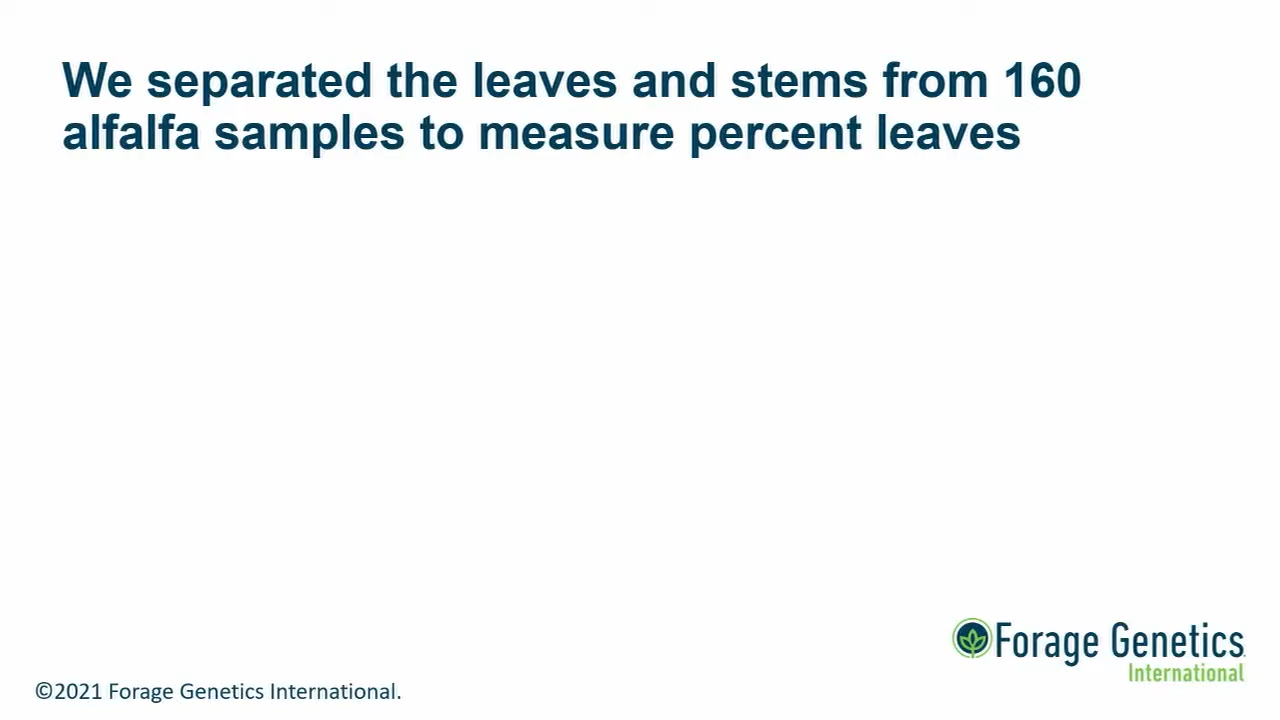 We separated the leaves and stems from 160
alfalfa samples to measure percent leaves
Forage Genetics
International
©2021 Forage Genetics International.